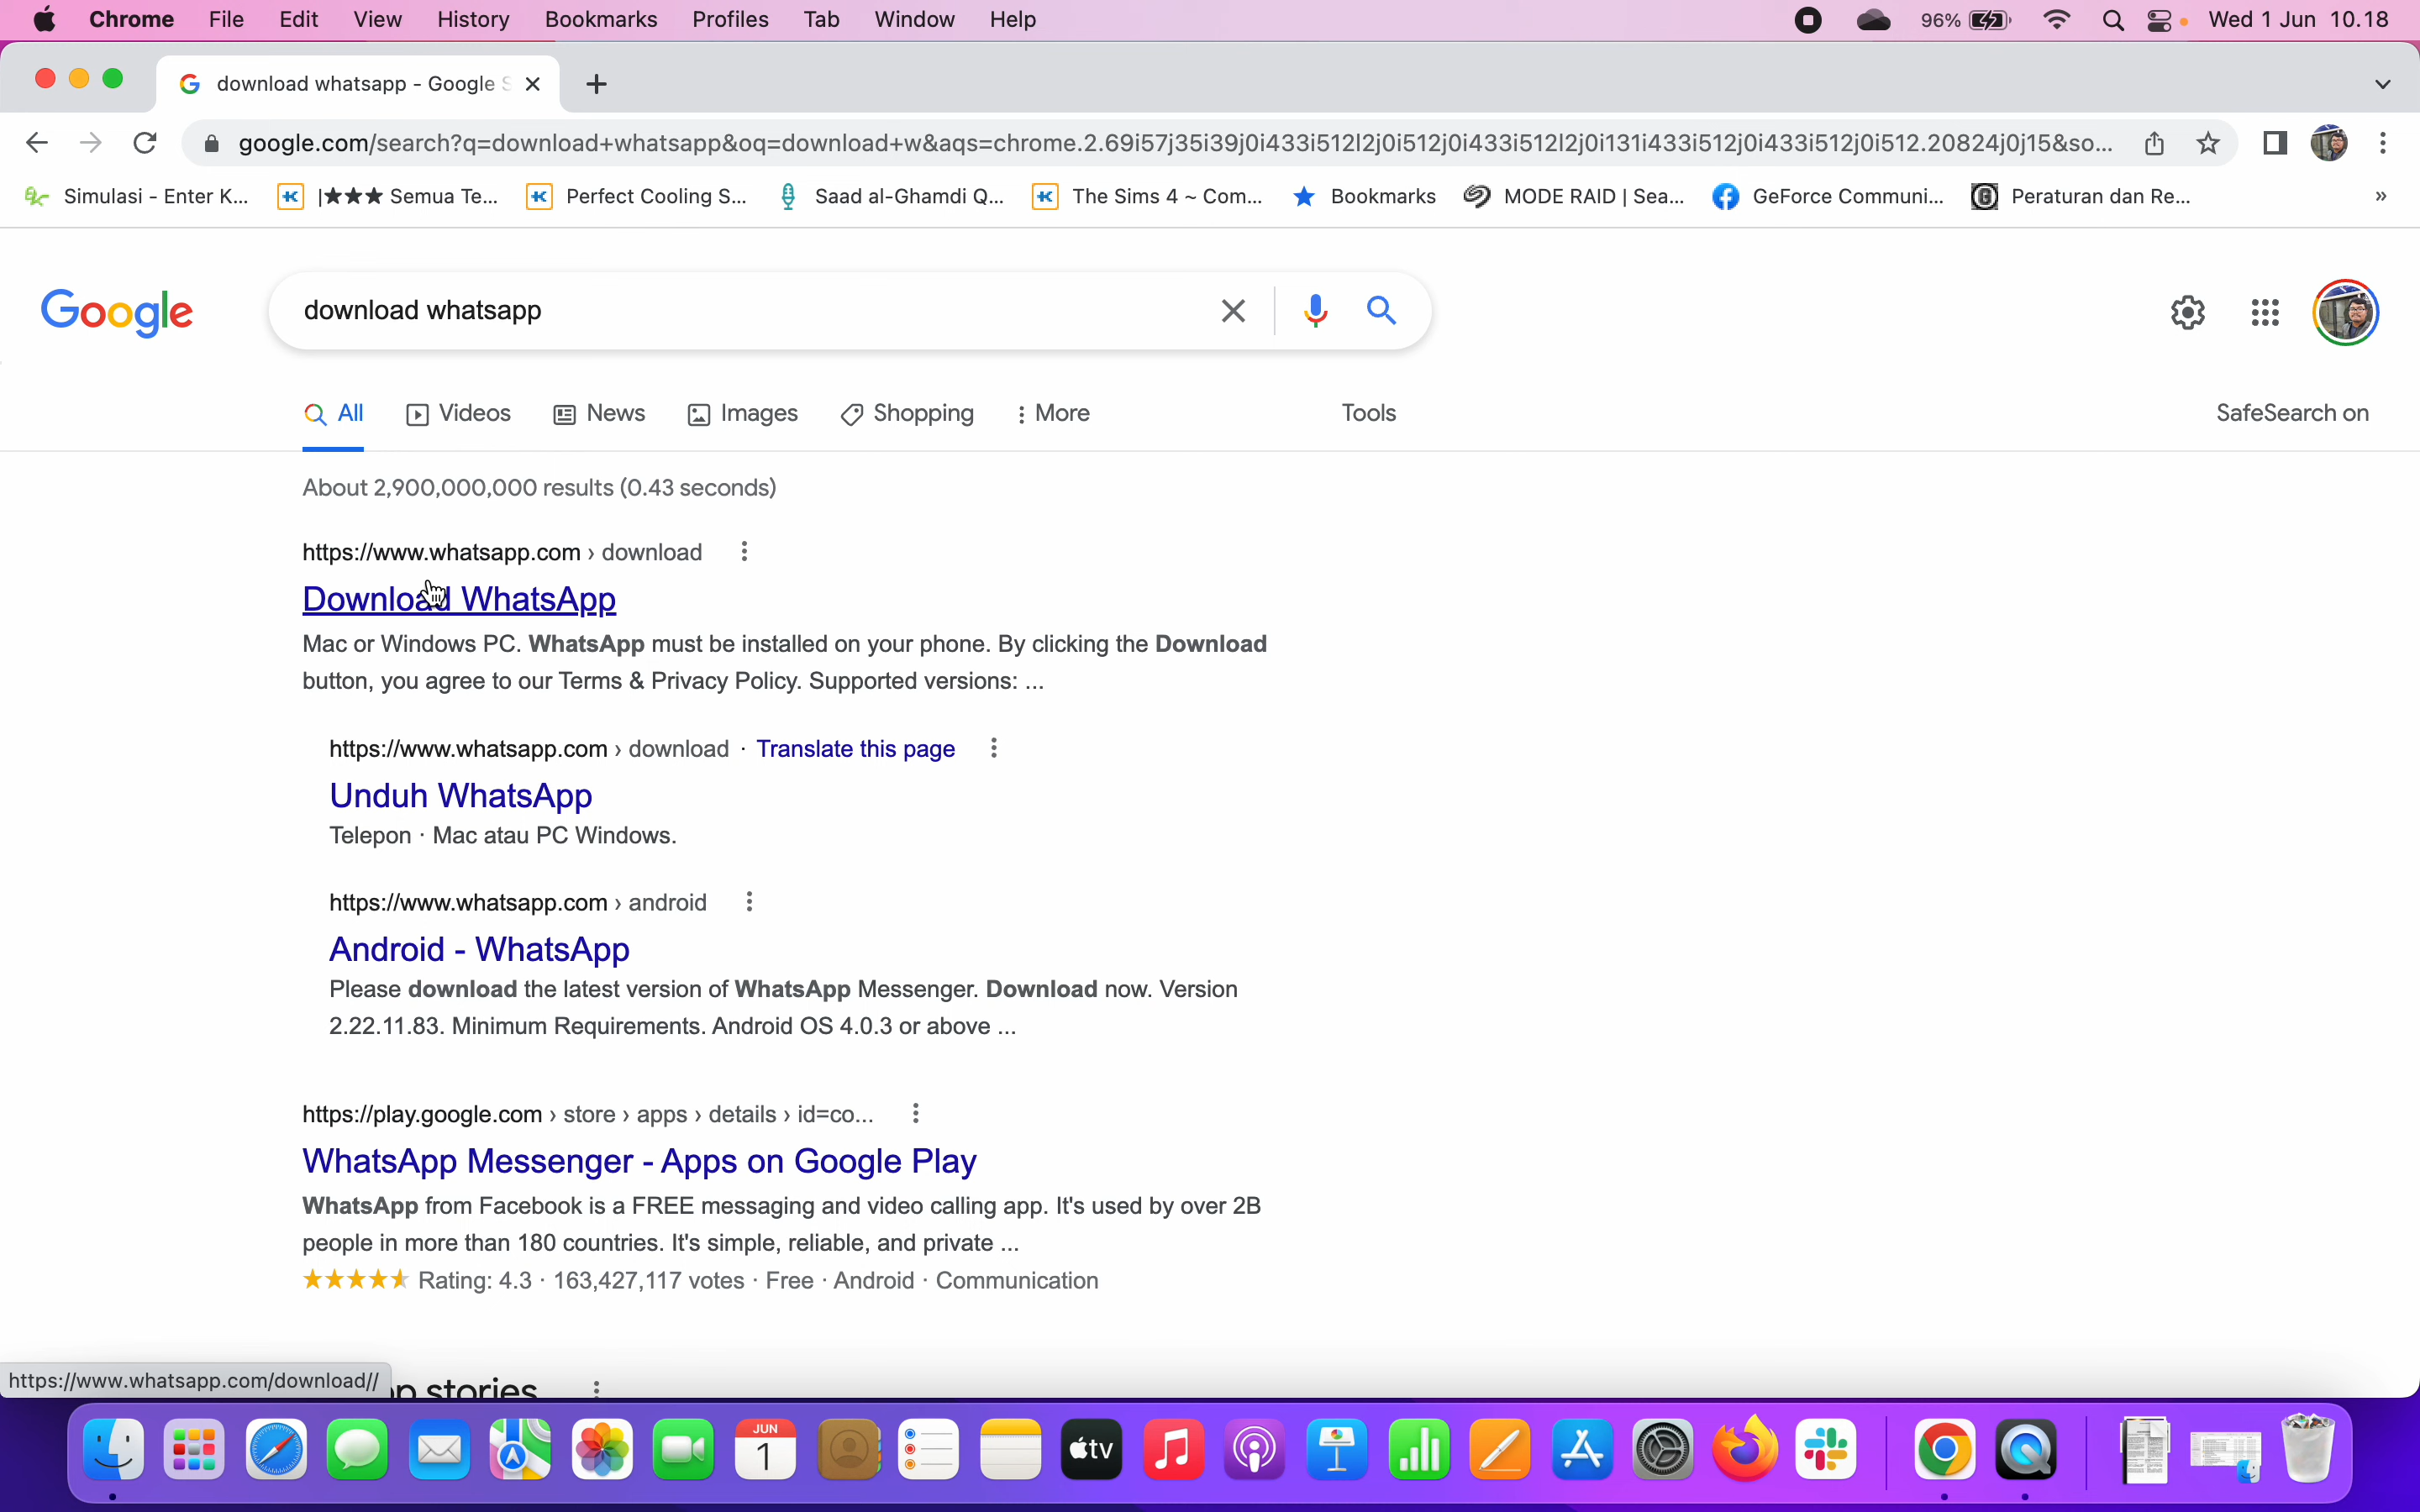 Chrome File Edit View History Bookmarks Profiles Tab Window Help 96% Wed 1 Jun 10.18
download whatsapp - Google S
google.com/search?q=download+whatsapp&oq=download+w&aqs=chrome.2.69i57j35i39j0i433i512l2j0i512j0i433i512l2j0i131i433i512j0i433i512j0i512.20824j0j15&so...
Simulasi - Enter K... |★★★ Semua Te... Perfect Cooling S... Saad al-Ghamdi Q... The Sims 4 ~ Com... Bookmarks MODE RAID | Sea... GeForce Communi... Peraturan dan Re... »
Google download whatsapp
All Videos News Images Shopping More Tools SafeSearch on
About 2,900,000,000 results (0.43 seconds)
https://www.whatsapp.com › download
Download WhatsApp
Mac or Windows PC. WhatsApp must be installed on your phone. By clicking the Download
button, you agree to our Terms & Privacy Policy. Supported versions: ...
https://www.whatsapp.com › download · Translate this page
Unduh WhatsApp
Telepon · Mac atau PC Windows.
https://www.whatsapp.com › android
Android - WhatsApp
Please download the latest version of WhatsApp Messenger. Download now. Version
2.22.11.83. Minimum Requirements. Android OS 4.0.3 or above ...
https://play.google.com › store › apps › details › id=co...
WhatsApp Messenger - Apps on Google Play
WhatsApp from Facebook is a FREE messaging and video calling app. It's used by over 2B
people in more than 180 countries. It's simple, reliable, and private ...
Rating: 4.3 · 163,427,117 votes · Free · Android · Communication
https://www.whatsapp.com/download//
stories
JUN
1
tv